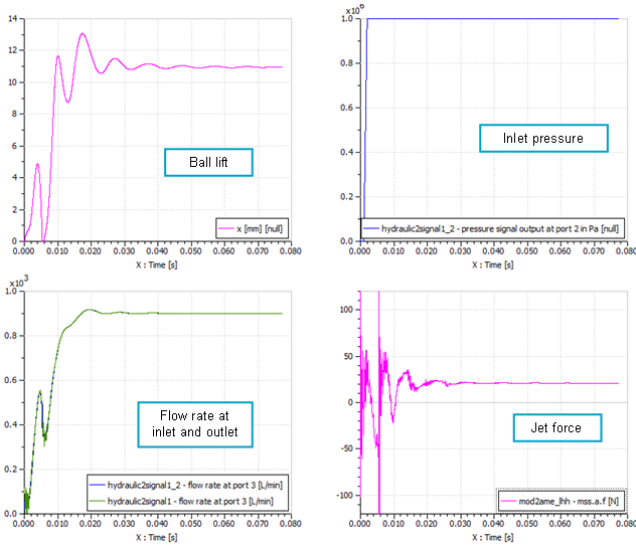 14
12
10
8
6
4
2
0
0.000 0.010 0.020 0.030 0.040 0.050 0.060 0.070 0.080
X : Time [s]
Ball lift
x [mm] [null]
x10⁶
1.0
0.8
0.6
0.4
0.2
0.0
0.000 0.010 0.020 0.030 0.040 0.050 0.060 0.070 0.080
X : Time [s]
Inlet pressure
hydraulic2signal1_2 - pressure signal output at port 2 in Pa [null]
x10³
1.0
0.8
0.6
0.4
0.2
0.0
0.000 0.010 0.020 0.030 0.040 0.050 0.060 0.070 0.080
X : Time [s]
Flow rate at
inlet and outlet
hydraulic2signal1_2 - flow rate at port 3 [L/min]
hydraulic2signal1 - flow rate at port 3 [L/min]
100
50
0
-50
-100
0.000 0.010 0.020 0.030 0.040 0.050 0.060 0.070 0.080
X : Time [s]
Jet force
mod2ame_lhh - mss.a.f [N]